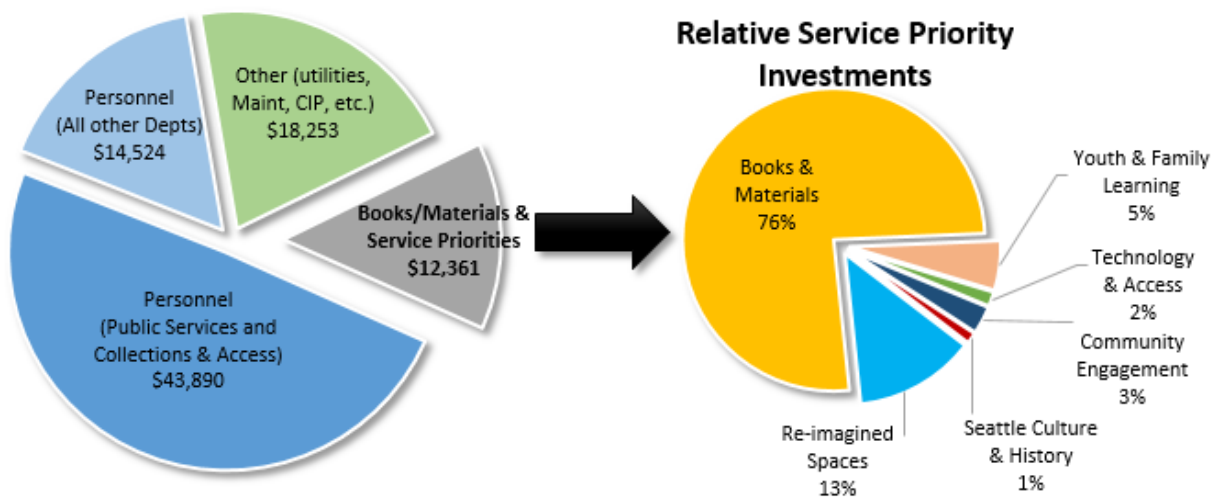 Other (utilities,
Maint, CIP, etc.)
$18,253
Personnel
(All other Depts)
$14,524
Books/Materials &
Service Priorities
$12,361
Personnel
(Public Services and
Collections & Access)
$43,890
Relative Service Priority
Investments
Books &
Materials
76%
Youth & Family
Learning
5%
Technology
& Access
2%
Community
Engagement
3%
Seattle Culture
& History
1%
Re-imagined
Spaces
13%